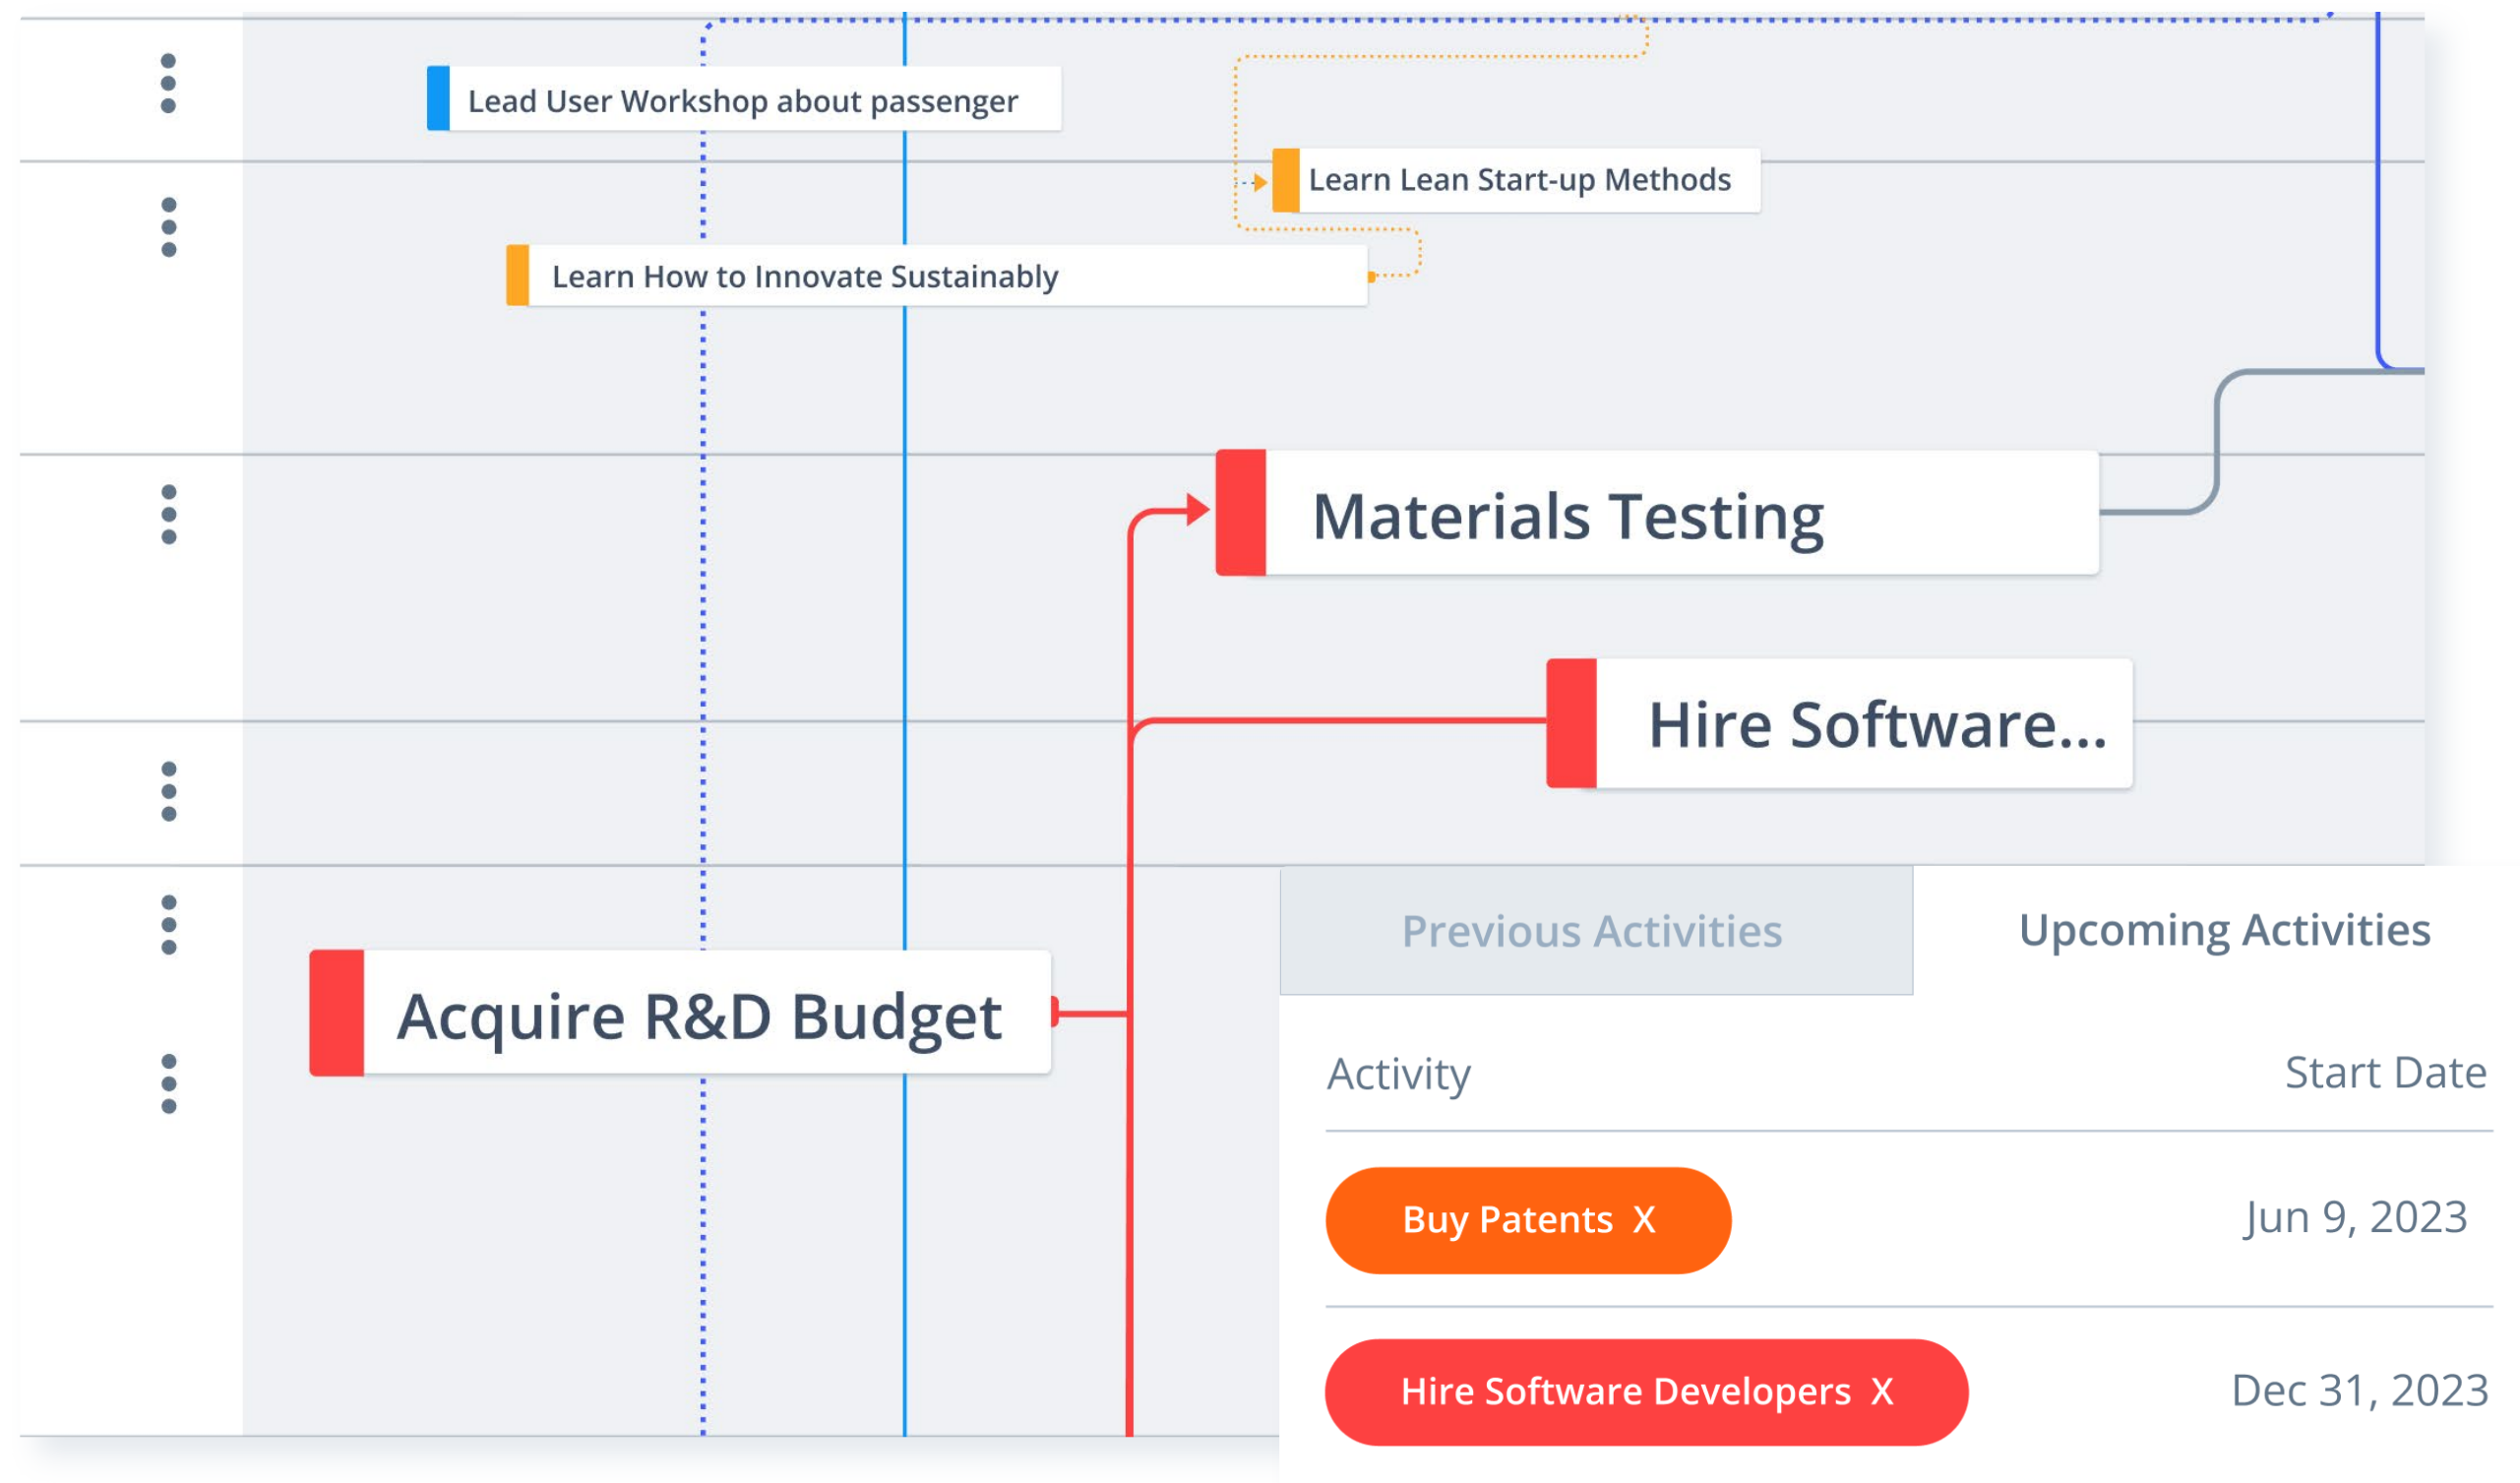 Lead User Workshop about passenger
Learn Lean Start-up Methods
Learn How to Innovate Sustainably
Materials Testing
Hire Software...
Acquire R&D Budget
Previous Activities
Upcoming Activities
Activity
Start Date
Buy Patents X
Jun 9, 2023
Hire Software Developers X
Dec 31, 2023